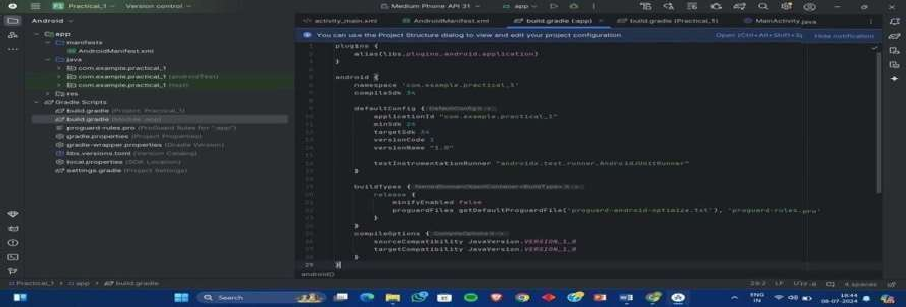 Practical_1
Version control
Medium Phone API 31
app
Android
activity_main.xml
AndroidManifest.xml
build.gradle (app)
build.gradle (Practical_1)
MainActivity.java
You can use the Project Structure dialog to view and edit your project configuration
Open (Ctrl+Alt+Shift+S)
Hide notification
app
manifests
AndroidManifest.xml
java
com.example.practical_1
com.example.practical_1 (androidTest)
com.example.practical_1 (test)
res
Gradle Scripts
build.gradle (Project: Practical_1)
build.gradle (Module :app)
proguard-rules.pro (ProGuard Rules for ":app")
gradle.properties (Project Properties)
gradle-wrapper.properties (Gradle Version)
libs.versions.toml (Version Catalog)
local.properties (SDK Location)
settings.gradle (Project Settings)
plugins {
alias(libs.plugins.android.application)
}
android {
namespace 'com.example.practical_1'
compileSdk 34
defaultConfig {
applicationId "com.example.practical_1"
minSdk 24
targetSdk 34
versionCode 1
versionName "1.0"
testInstrumentationRunner "androidx.test.runner.AndroidJUnitRunner"
}
buildTypes {
release {
minifyEnabled false
proguardFiles getDefaultProguardFile('proguard-android-optimize.txt'), 'proguard-rules.pro'
}
}
compileOptions {
sourceCompatibility JavaVersion.VERSION_1_8
targetCompatibility JavaVersion.VERSION_1_8
}
}
android{}
Practical_1 > app > build.gradle
29:2 LF UTF-8 4 spaces
Search
ENG
IN
18:44
08-07-2024